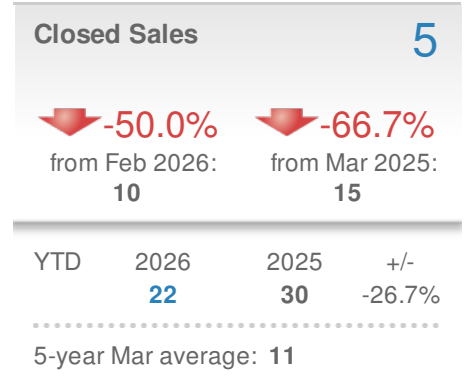 Closed Sales 5
-50.0% -66.7%
from Feb 2026: from Mar 2025:
10 15
YTD 2026 2025 +/-
22 30 -26.7%
5-year Mar average: 11